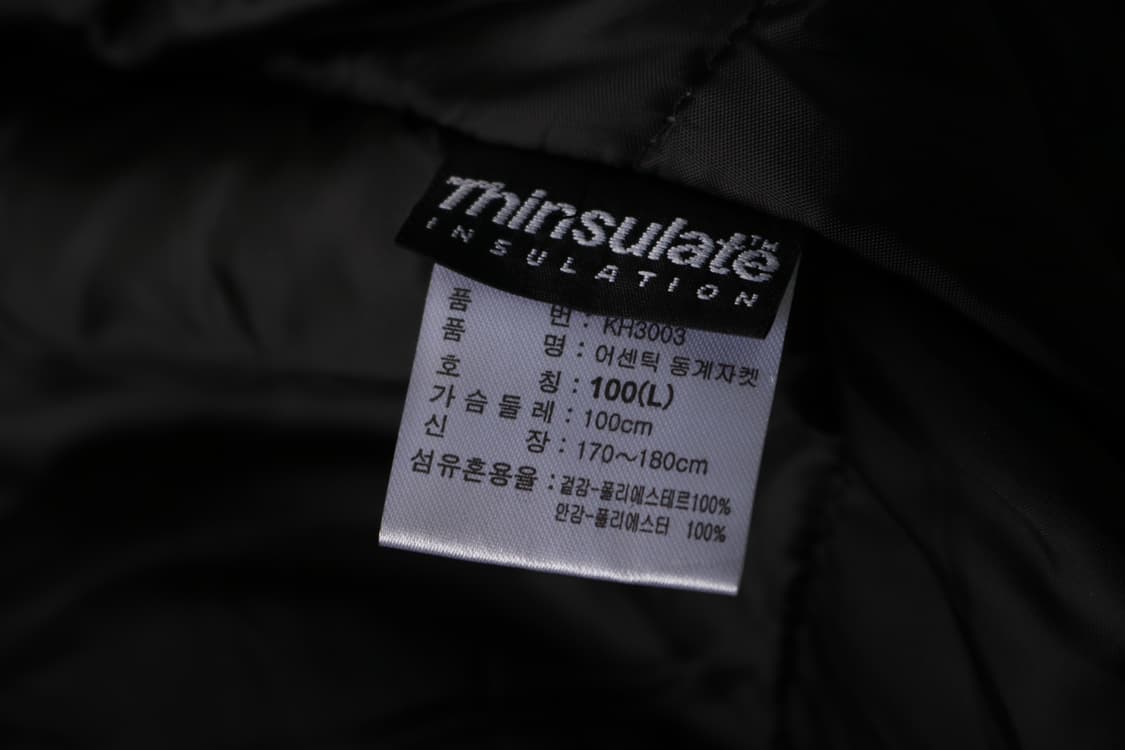 Thinsulate™
INSULATION
품 번 : KH3003
품 명 : 어센틱 동계자켓
호 칭 : 100(L)
가 슴 둘 레 : 100cm
신 장 : 170~180cm
섬유혼용율 : 겉감-폴리에스테르100%
안감-폴리에스터 100%